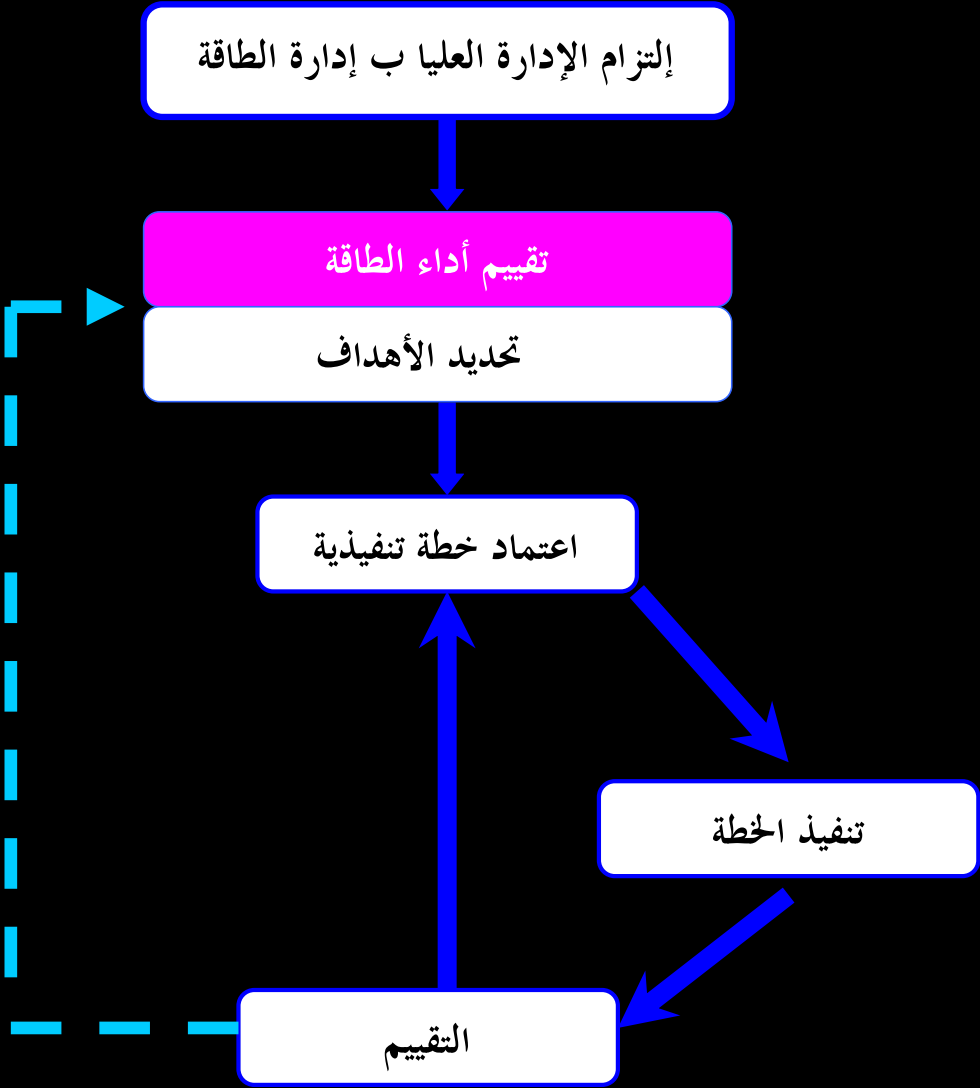 إلتزام الإدارة العليا ب إدارة الطاقة
تقييم أداء الطاقة
تحديد الأهداف
اعتماد خطة تنفيذية
تنفيذ الخطة
التقييم